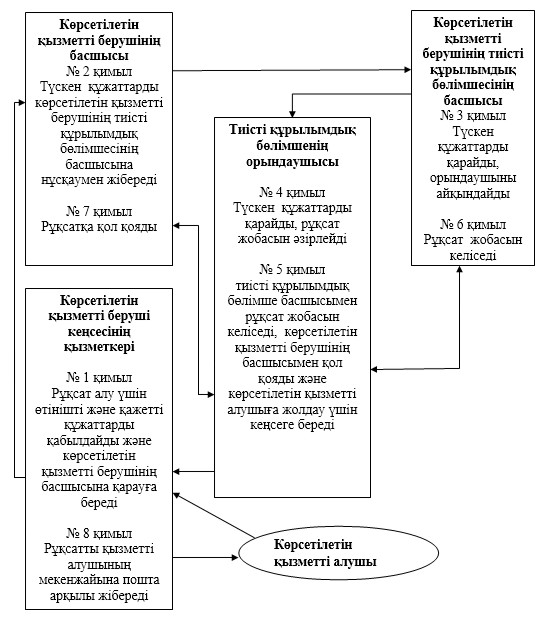 Көрсетілетін
қызметті берушінің
басшысы
№ 2 қимыл
Түскен құжаттарды
көрсетілетін қызметті
берушінің тиісті
құрылымдық
бөлімшесінің
басшысына
нұсқаумен жібереді
№ 7 қимыл
Рұқсатқа қол қояды
Көрсетілетін
қызметті
берушінің тиісті
құрылымдық
бөлімшесінің
басшысы
№ 3 қимыл
Түскен
құжаттарды
қарайды,
орындаушыны
айқындайды
№ 6 қимыл
Рұқсат жобасын
келіседі
Тиісті құрылымдық
бөлімшенің
орындаушысы
№ 4 қимыл
Түскен құжаттарды
қарайды, рұқсат
жобасын әзірлейді
№ 5 қимыл
тиісті құрылымдық
бөлімше басшысымен
рұқсат жобасын
келіседі, көрсетілетін
қызметті берушінің
басшысымен қол
қояды және
көрсетілетін қызметті
алушыға жолдау үшін
кеңсеге береді
Көрсетілетін
қызметті беруші
кеңсесінің
қызметкері
№ 1 қимыл
Рұқсат алу үшін
өтінішті және қажетті
құжаттарды
қабылдайды және
көрсетілетін
қызметті берушінің
басшысына қарауға
береді
№ 8 қимыл
Рұқсатты қызметті
алушының
мекенжайына пошта
арқылы жібереді
Көрсетілетін
қызметті алушы